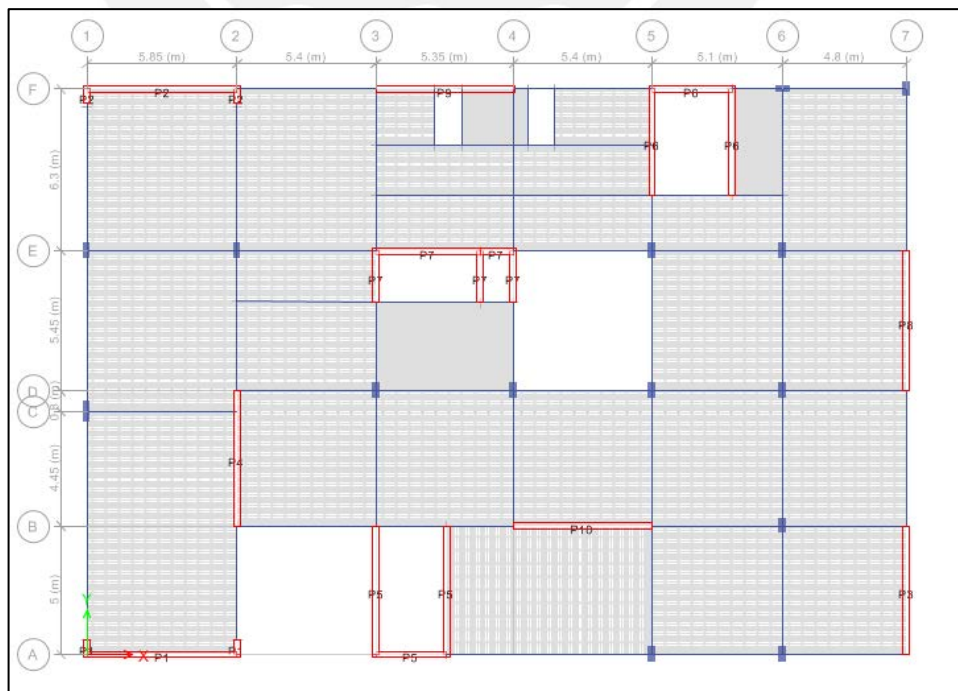 1 2 3 4 5 6 7
5.85 (m) 5.4 (m) 5.35 (m) 5.4 (m) 5.1 (m) 4.8 (m)
F
P2 P2 P2 P9 P6
6.3 (m)
P6 P6
E
P7 P7
P7 P7 P7
5.45 (m)
P8
D
C
P4
4.45 (m)
B
P10
5 (m)
P5 P5 P3
Y
A
X P1 P5